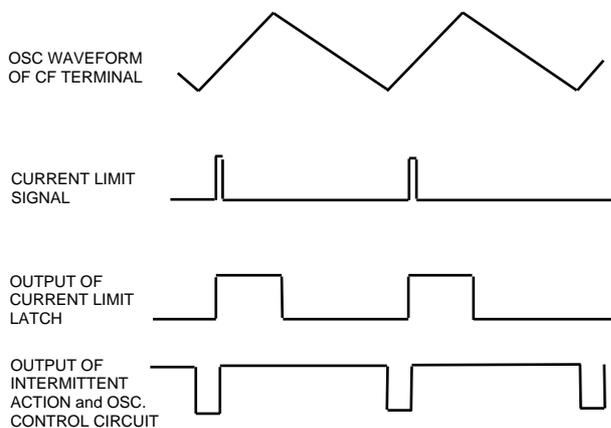 OSC WAVEFORM
OF CF TERMINAL
CURRENT LIMIT
SIGNAL
OUTPUT OF
CURRENT LIMIT
LATCH
OUTPUT OF
INTERMITTENT
ACTION and OSC.
CONTROL CIRCUIT